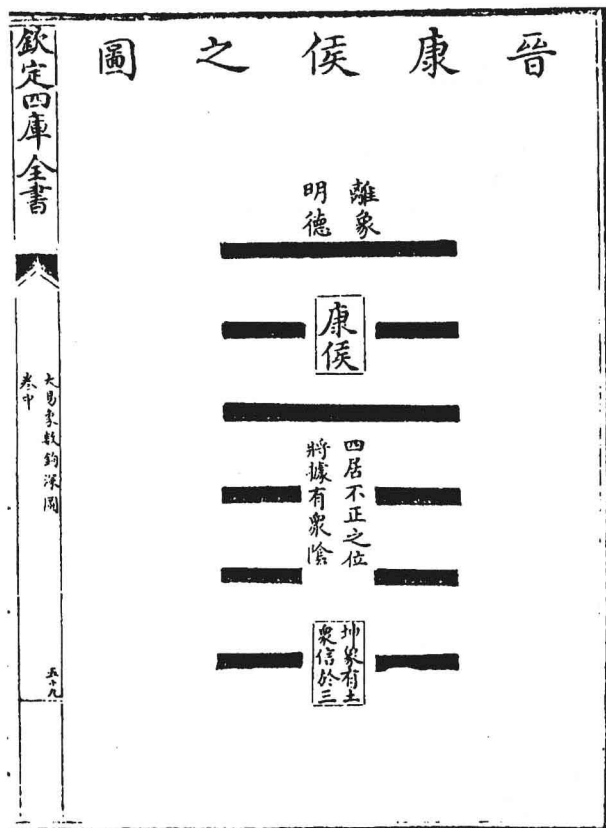 晉康侯之圖
離象
明德
康侯
四居不正之位
將據有衆陰
坤象有土
衆信於三
欽定四庫全書
大易象數鉤深圖
卷中
五十九